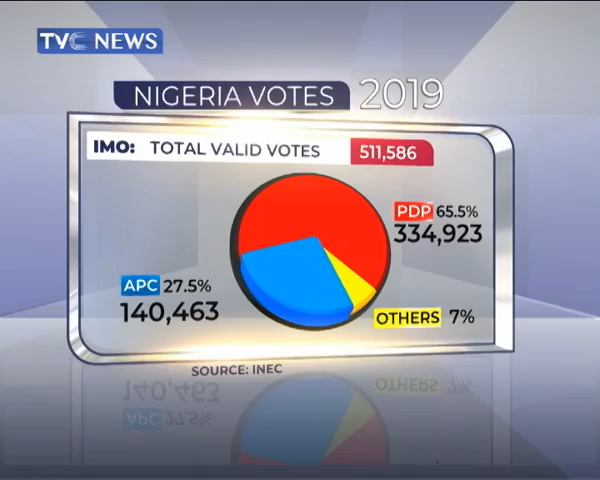 TVC NEWS
NIGERIA VOTES 2019
IMO: TOTAL VALID VOTES 511,586
PDP 65.5%
334,923
APC 27.5%
140,463
OTHERS 7%
SOURCE: INEC